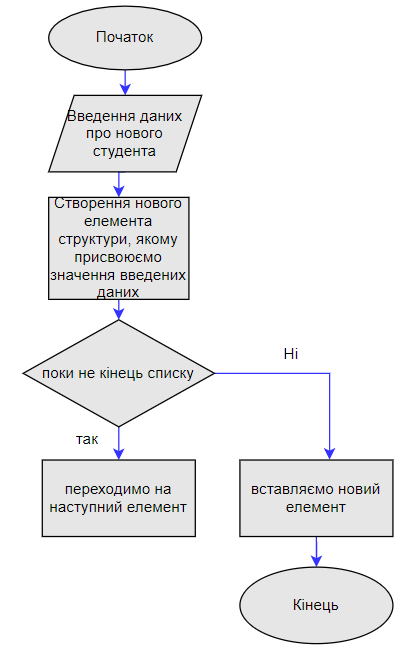 Початок
Введення даних
про нового
студента
Створення нового
елемента
структури, якому
присвоюємо
значення введених
даних
поки не кінець списку
Ні
так
переходимо на
наступний елемент
вставляємо новий
елемент
Кінець